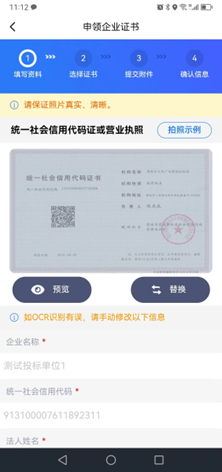 11:12
申领企业证书
1 2 3 4
填写资料 选择证书 提交附件 确认信息
请保证照片真实、清晰。
统一社会信用代码证或营业执照 拍照示例
统一社会信用代码证书
预览 替换
如OCR识别有误，请手动修改以下信息
企业名称 *
测试投标单位1
统一社会信用代码 *
913100007611892311
法人姓名 *